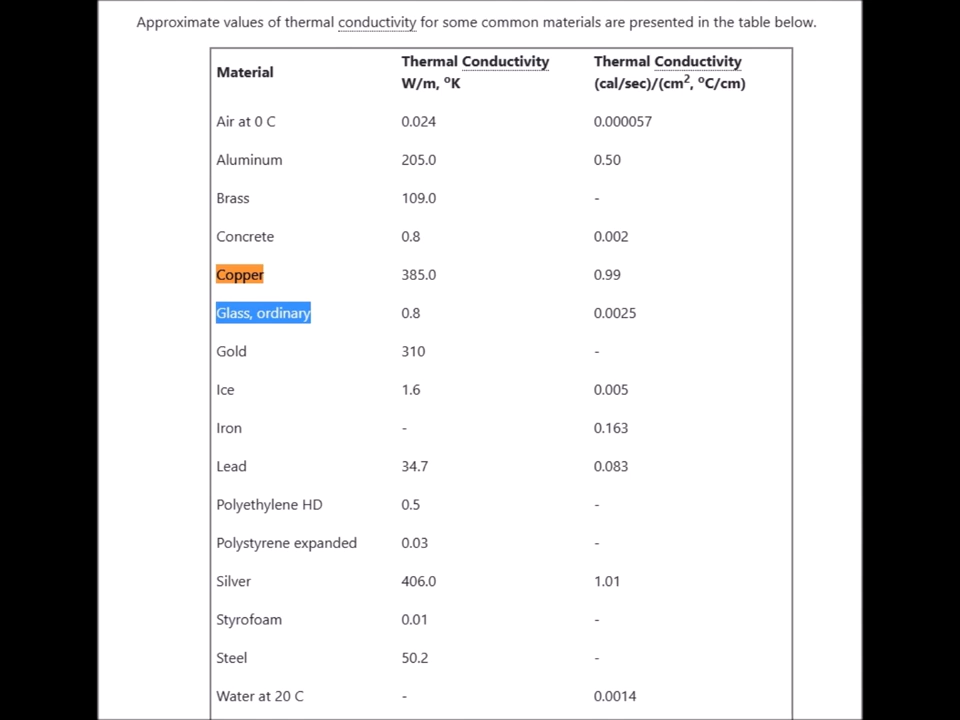 Approximate values of thermal conductivity for some common materials are presented in the table below.
Material Thermal Conductivity W/m, ⁰K Thermal Conductivity (cal/sec)/(cm², ⁰C/cm)
Air at 0 C 0.024 0.000057
Aluminum 205.0 0.50
Brass 109.0 -
Concrete 0.8 0.002
Copper 385.0 0.99
Glass, ordinary 0.8 0.0025
Gold 310 -
Ice 1.6 0.005
Iron - 0.163
Lead 34.7 0.083
Polyethylene HD 0.5 -
Polystyrene expanded 0.03 -
Silver 406.0 1.01
Styrofoam 0.01 -
Steel 50.2 -
Water at 20 C - 0.0014